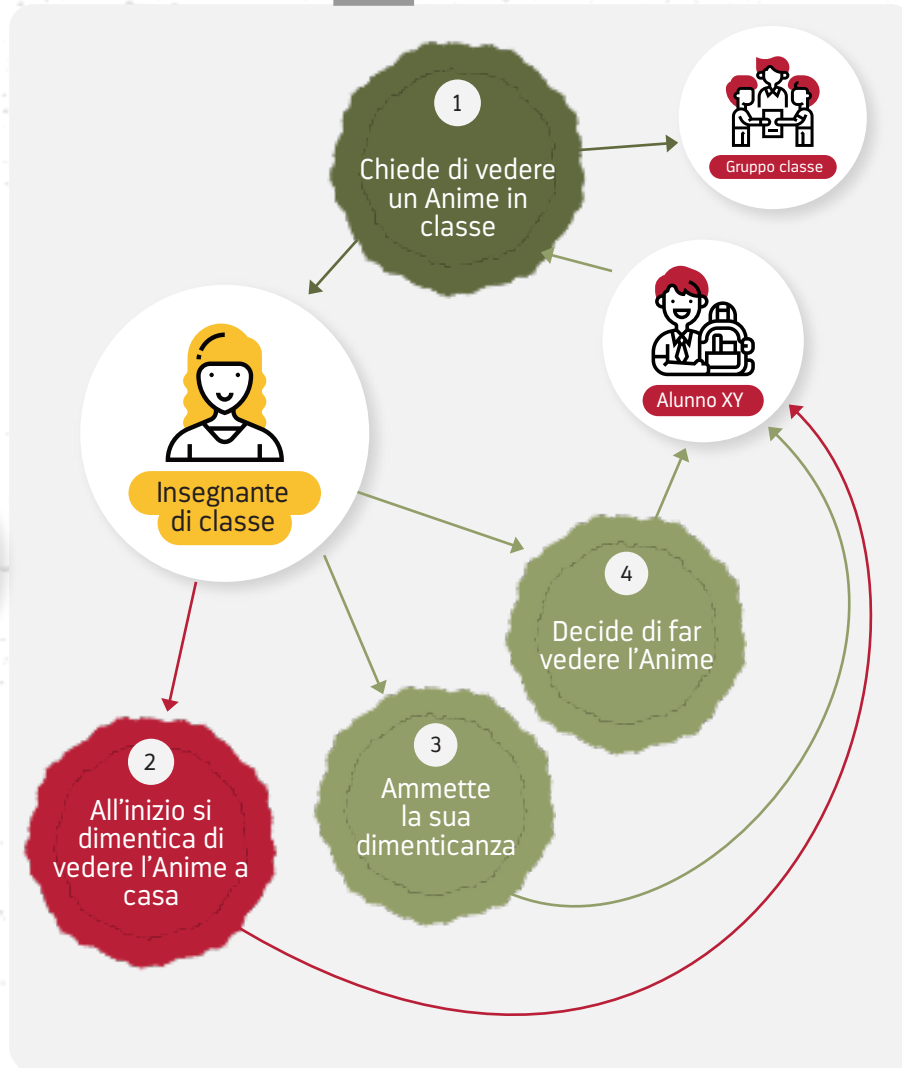 1
Chiede di vedere
un Anime in
classe
Gruppo classe
Alunno XY
Insegnante
di classe
4
Decide di far
vedere l'Anime
3
Ammette
la sua
dimenticanza
2
All'inizio si
dimentica di
vedere l'Anime a
casa